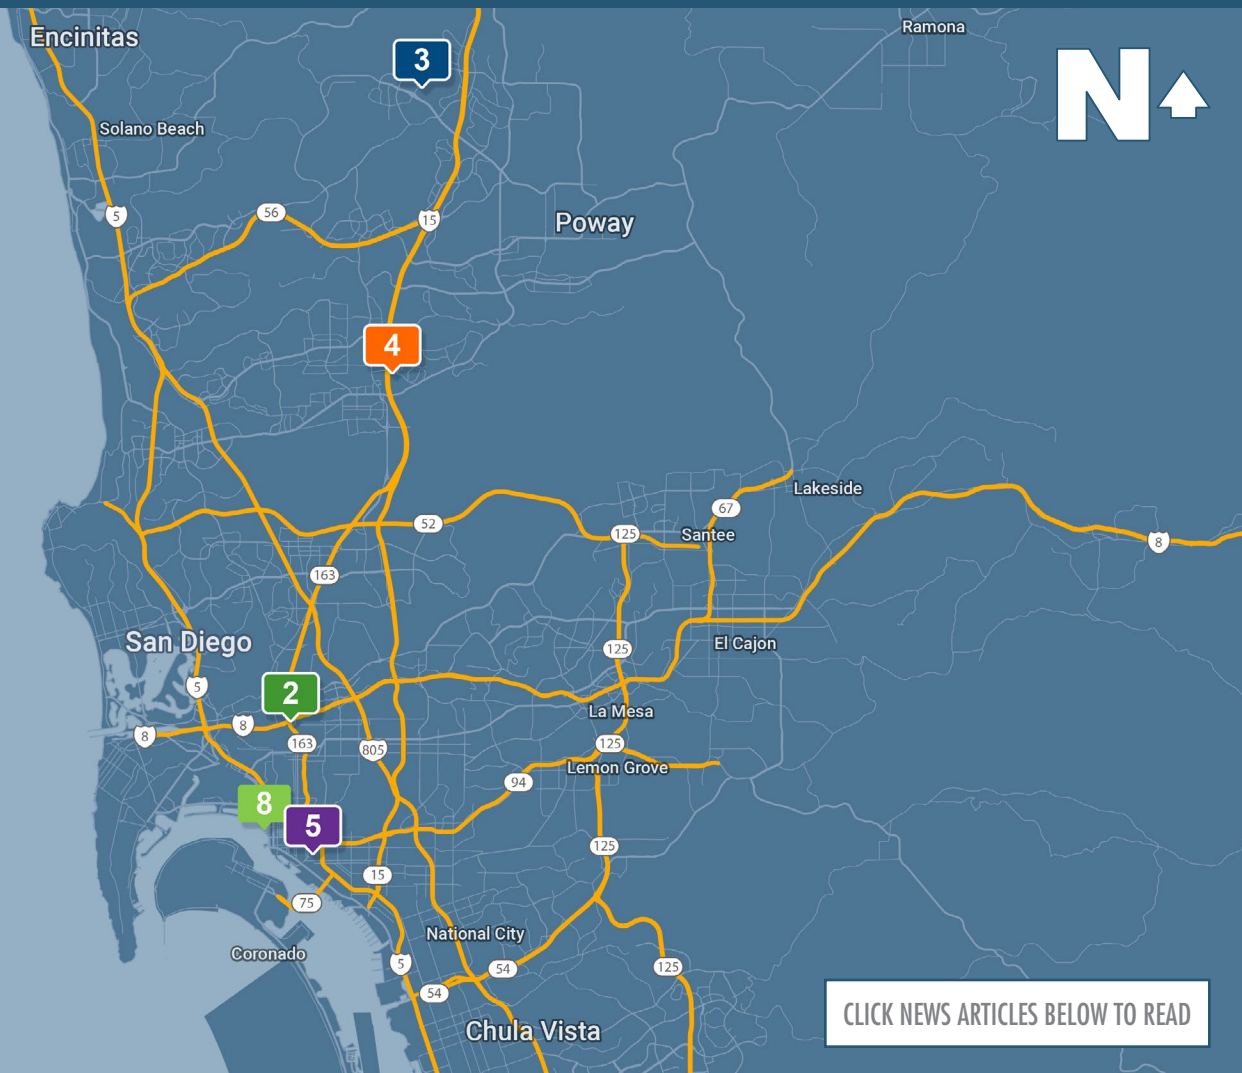 Encinitas
3
Ramona
N
Solano Beach
5
56
15
Poway
4
Lakeside
67
52
125
Santee
8
163
San Diego
125
El Cajon
5
2
La Mesa
8
8
163
805
125
Lemon Grove
94
8
5
125
15
75
National City
Coronado
5
54
125
54
CLICK NEWS ARTICLES BELOW TO READ
Chula Vista